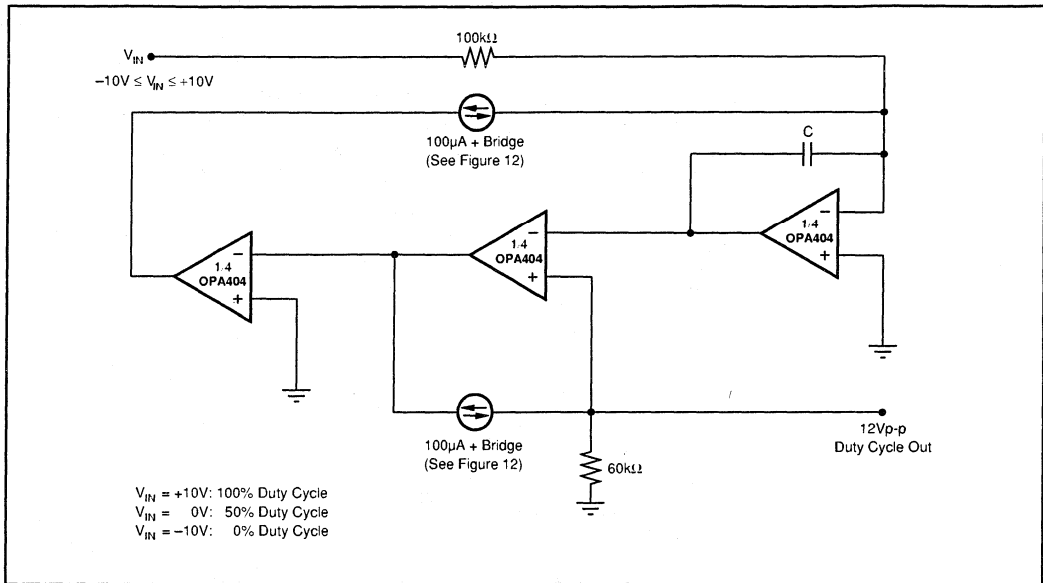 100kΩ
V_IN
−10V ≤ V_IN ≤ +10V
100µA + Bridge
(See Figure 12)
C
−
1/4
OPA404
+
−
1/4
OPA404
+
−
1/4
OPA404
+
100µA + Bridge
(See Figure 12)
12Vp-p
Duty Cycle Out
60kΩ
V_IN = +10V: 100% Duty Cycle
V_IN = 0V: 50% Duty Cycle
V_IN = −10V: 0% Duty Cycle